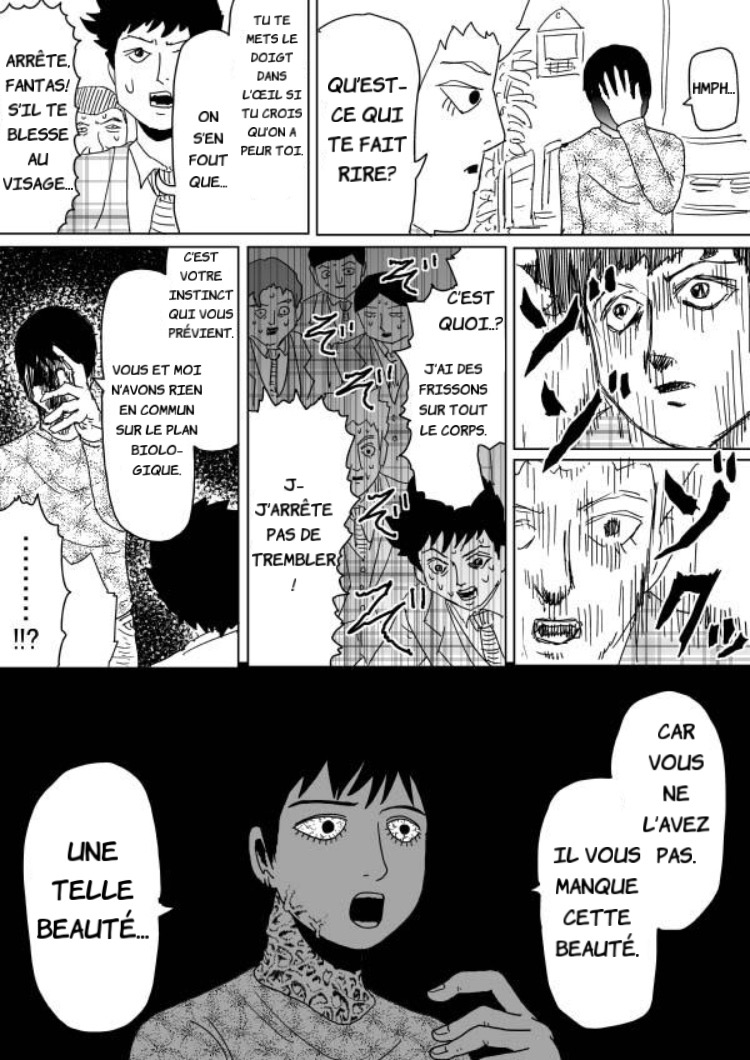 HMPH...
QU'EST-
CE QUI
TE FAIT
RIRE?
TU TE
METS LE
DOIGT
DANS
L'ŒIL SI
TU CROIS
QU'ON A
PEUR TOI.
ON
S'EN
FOUT
QUE...
ARRÊTE,
FANTAS!
S'IL TE
BLESSE
AU
VISAGE...
C'EST
QUOI..?
J'AI DES
FRISSONS
SUR TOUT
LE CORPS.
J-
J'ARRÊTE
PAS DE
TREMBLER
!
C'EST
VOTRE
INSTINCT
QUI VOUS
PRÉVIENT.
VOUS ET MOI
N'AVONS RIEN
EN COMMUN
SUR LE PLAN
BIOLO-
GIQUE.
.........!!?
CAR
VOUS
NE
L'AVEZ
PAS.
IL VOUS
MANQUE
CETTE
BEAUTÉ.
UNE
TELLE
BEAUTÉ...